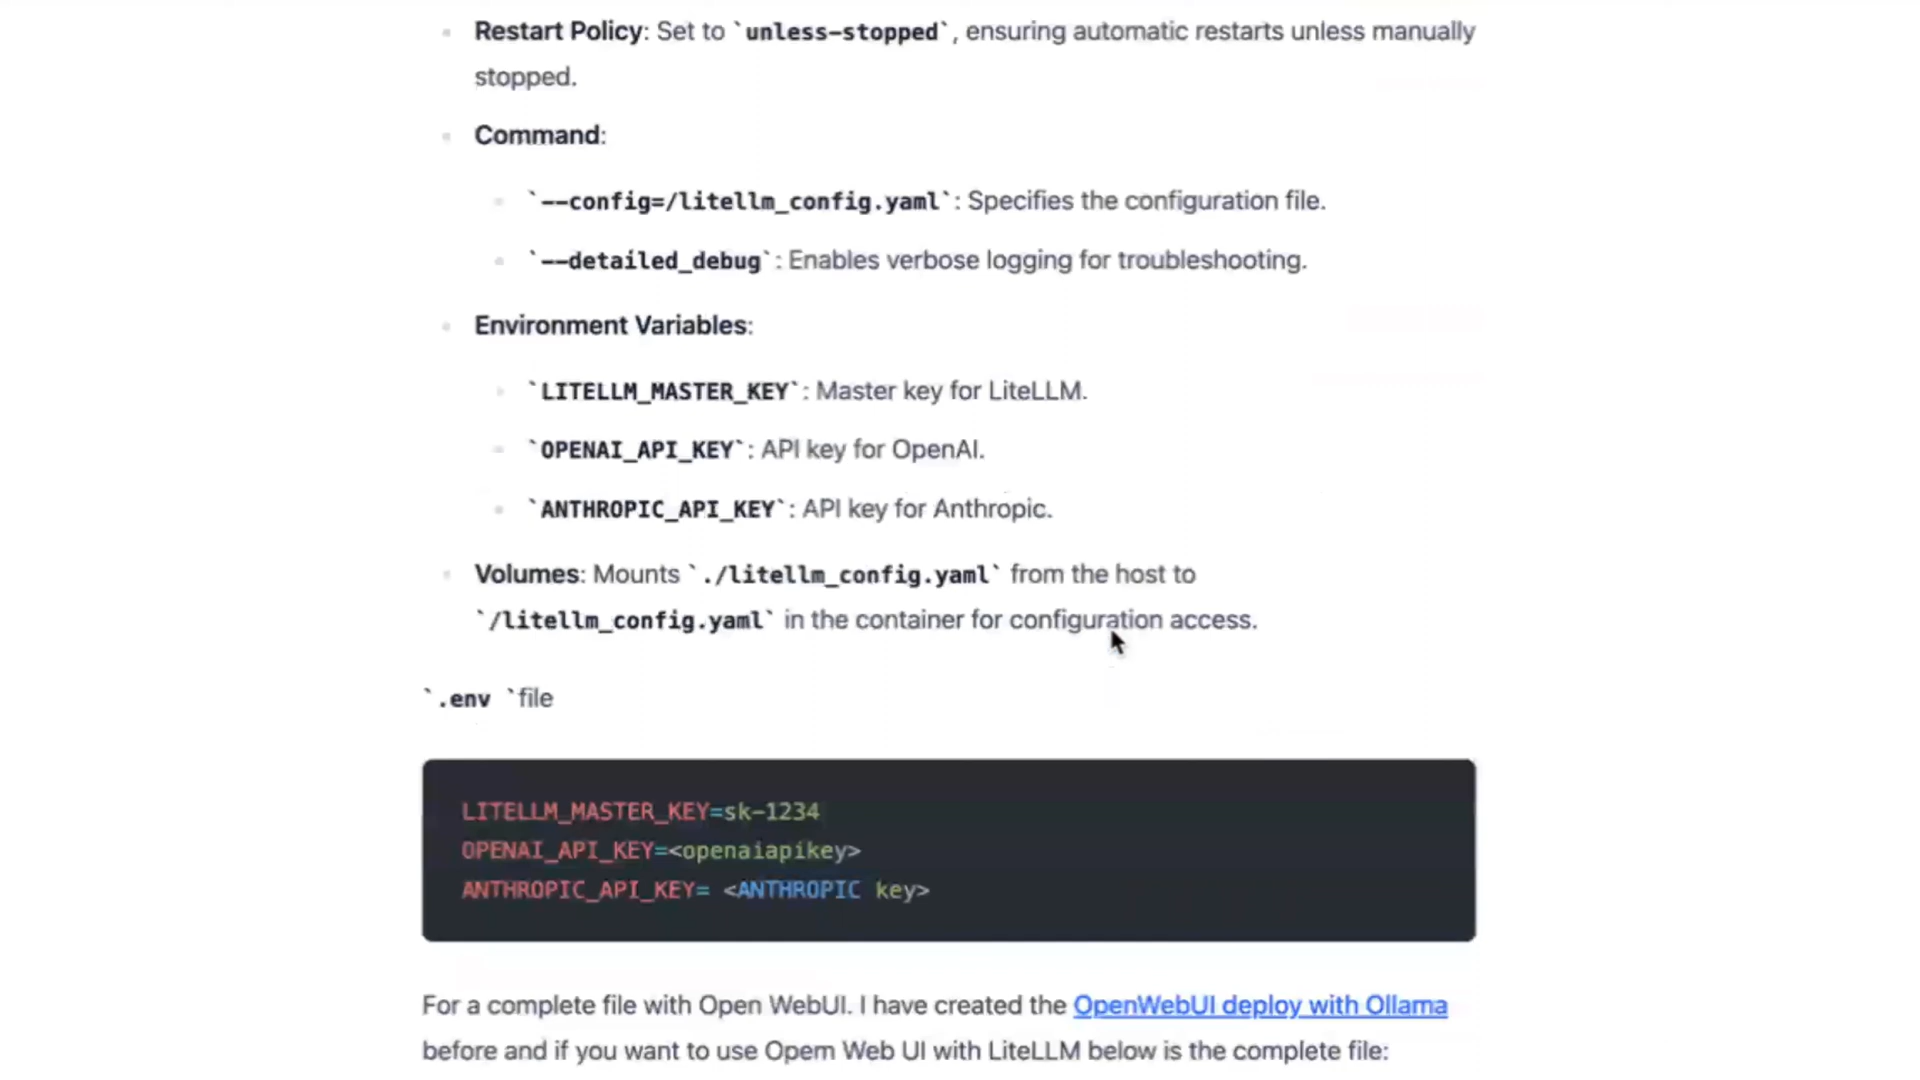 Restart Policy: Set to `unless-stopped`, ensuring automatic restarts unless manually
stopped.
Command:
`--config=/litellm_config.yaml`: Specifies the configuration file.
`--detailed_debug`: Enables verbose logging for troubleshooting.
Environment Variables:
`LITELLM_MASTER_KEY`: Master key for LiteLLM.
`OPENAI_API_KEY`: API key for OpenAI.
`ANTHROPIC_API_KEY`: API key for Anthropic.
Volumes: Mounts `./litellm_config.yaml` from the host to
`/litellm_config.yaml` in the container for configuration access.
`.env `file
LITELLM_MASTER_KEY=sk-1234
OPENAI_API_KEY=<openaiapikey>
ANTHROPIC_API_KEY= <ANTHROPIC key>
For a complete file with Open WebUI. I have created the OpenWebUI deploy with Ollama
before and if you want to use Opern Web UI with LiteLLM below is the complete file: